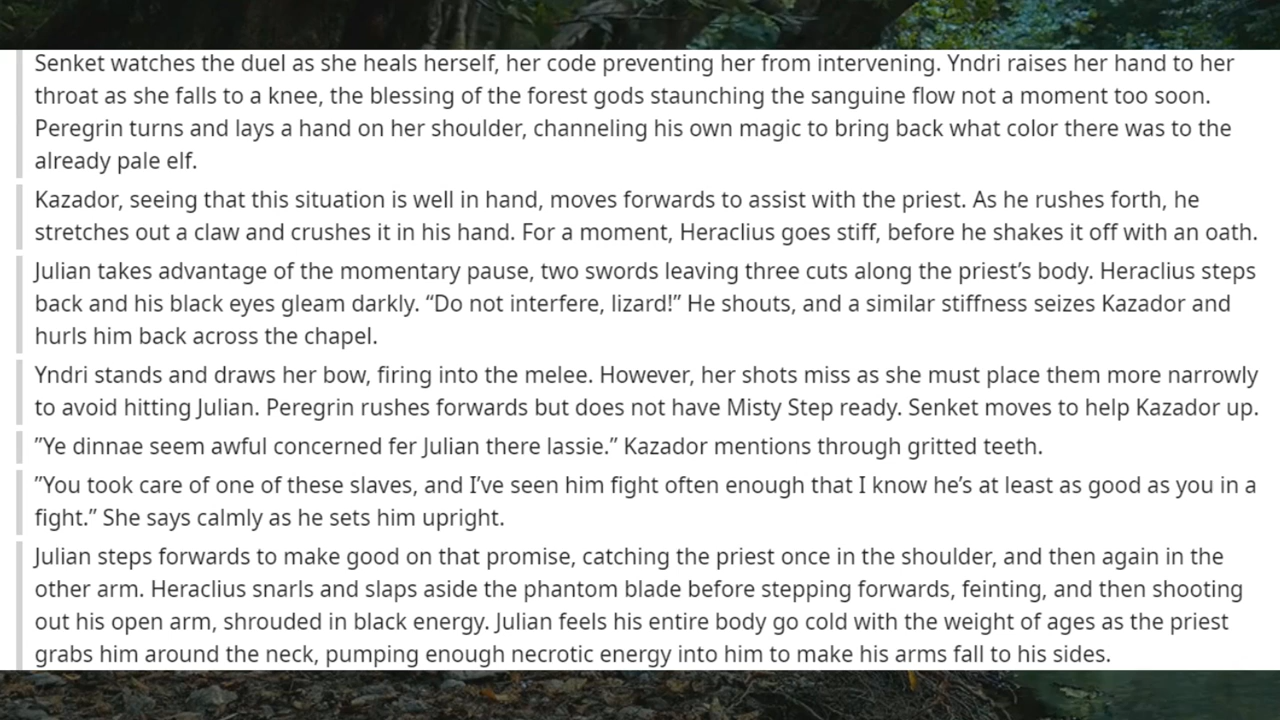 Senket watches the duel as she heals herself, her code preventing her from intervening. Yndri raises her hand to her
throat as she falls to a knee, the blessing of the forest gods staunching the sanguine flow not a moment too soon.
Peregrin turns and lays a hand on her shoulder, channeling his own magic to bring back what color there was to the
already pale elf.
Kazador, seeing that this situation is well in hand, moves forwards to assist with the priest. As he rushes forth, he
stretches out a claw and crushes it in his hand. For a moment, Heraclius goes stiff, before he shakes it off with an oath.
Julian takes advantage of the momentary pause, two swords leaving three cuts along the priest’s body. Heraclius steps
back and his black eyes gleam darkly. “Do not interfere, lizard!” He shouts, and a similar stiffness seizes Kazador and
hurls him back across the chapel.
Yndri stands and draws her bow, firing into the melee. However, her shots miss as she must place them more narrowly
to avoid hitting Julian. Peregrin rushes forwards but does not have Misty Step ready. Senket moves to help Kazador up.
”Ye dinnae seem awful concerned fer Julian there lassie.” Kazador mentions through gritted teeth.
”You took care of one of these slaves, and I’ve seen him fight often enough that I know he’s at least as good as you in a
fight.” She says calmly as he sets him upright.
Julian steps forwards to make good on that promise, catching the priest once in the shoulder, and then again in the
other arm. Heraclius snarls and slaps aside the phantom blade before stepping forwards, feinting, and then shooting
out his open arm, shrouded in black energy. Julian feels his entire body go cold with the weight of ages as the priest
grabs him around the neck, pumping enough necrotic energy into him to make his arms fall to his sides.